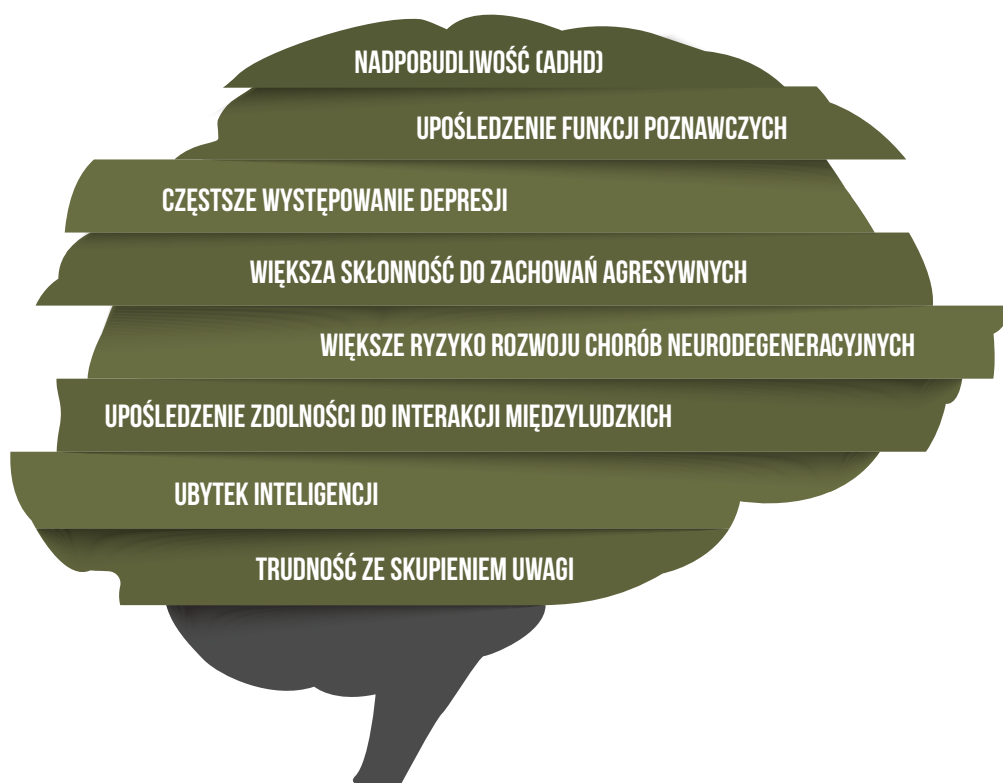 NADPOBUDLIWOŚĆ (ADHD)
UPOŚLEDZENIE FUNKCJI POZNAWCZYCH
CZĘSTSZE WYSTĘPOWANIE DEPRESJI
WIĘKSZA SKŁONNOŚĆ DO ZACHOWAŃ AGRESYWNYCH
WIĘKSZE RYZYKO ROZWOJU CHORÓB NEURODEGENERACYJNYCH
UPOŚLEDZENIE ZDOLNOŚCI DO INTERAKCJI MIĘDZYLUDZKICH
UBYTEK INTELIGENCJI
TRUDNOŚĆ ZE SKUPIENIEM UWAGI